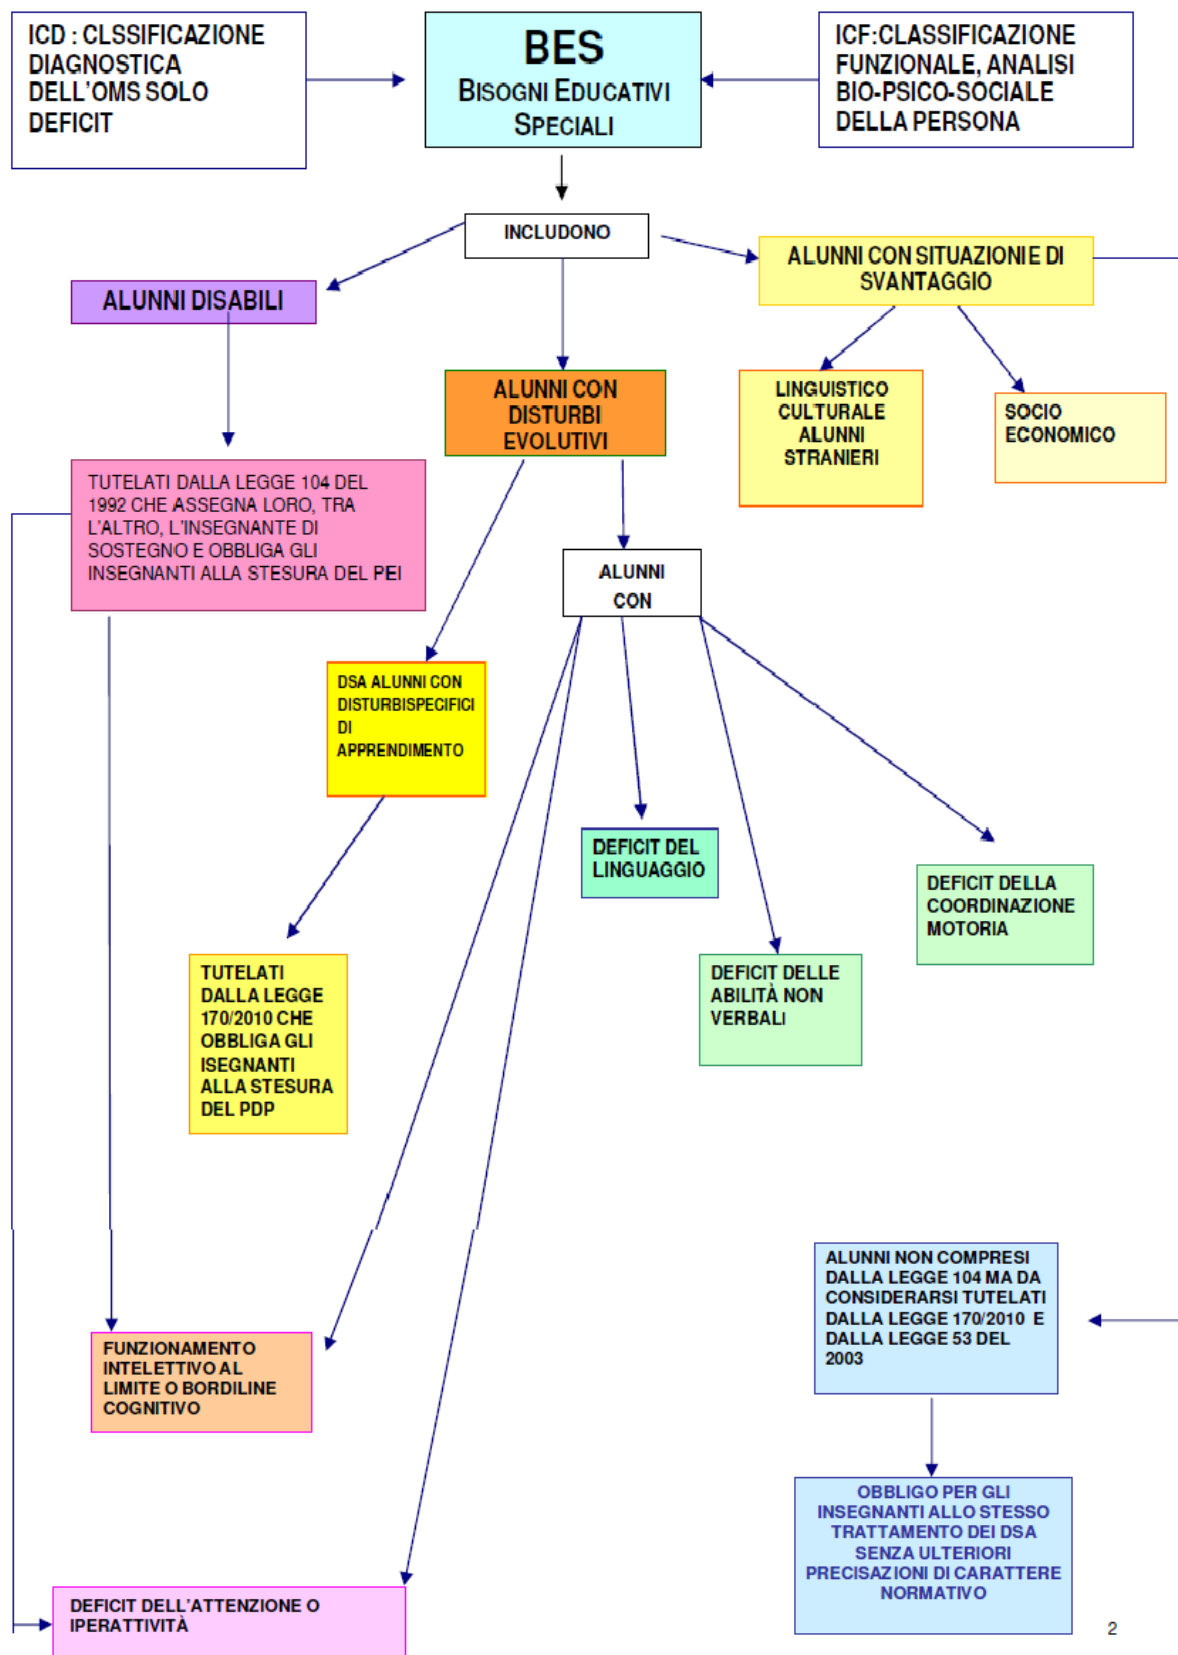 ICD : CLSSIFICAZIONE
DIAGNOSTICA
DELL'OMS SOLO
DEFICIT
BES
BISOGNI EDUCATIVI
SPECIALI
ICF:CLASSIFICAZIONE
FUNZIONALE, ANALISI
BIO-PSICO-SOCIALE
DELLA PERSONA
INCLUDONO
ALUNNI DISABILI
ALUNNI CON SITUAZIONI E DI
SVANTAGGIO
ALUNNI CON
DISTURBI
EVOLUTIVI
LINGUISTICO
CULTURALE
ALUNNI
STRANIERI
SOCIO
ECONOMICO
TUTELATI DALLA LEGGE 104 DEL
1992 CHE ASSEGNA LORO, TRA
L'ALTRO, L'INSEGNANTE DI
SOSTEGNO E OBBLIGA GLI
INSEGNANTI ALLA STESURA DEL PEI
ALUNNI
CON
DSA ALUNNI CON
DISTURBISPECIFICI
DI
APPRENDIMENTO
DEFICIT DEL
LINGUAGGIO
DEFICIT DELLA
COORDINAZIONE
MOTORIA
TUTELATI
DALLA LEGGE
170/2010 CHE
OBBLIGA GLI
ISEGNANTI
ALLA STESURA
DEL PDP
DEFICIT DELLE
ABILITÀ NON
VERBALI
ALUNNI NON COMPRESI
DALLA LEGGE 104 MA DA
CONSIDERARSI TUTELATI
DALLA LEGGE 170/2010 E
DALLA LEGGE 53 DEL
2003
FUNZIONAMENTO
INTELETTIVO AL
LIMITE O BORDILINE
COGNITIVO
OBBLIGO PER GLI
INSEGNANTI ALLO STESSO
TRATTAMENTO DEI DSA
SENZA ULTERIORI
PRECISAZIONI DI CARATTERE
NORMATIVO
DEFICIT DELL'ATTENZIONE O
IPERATTIVITÀ
2